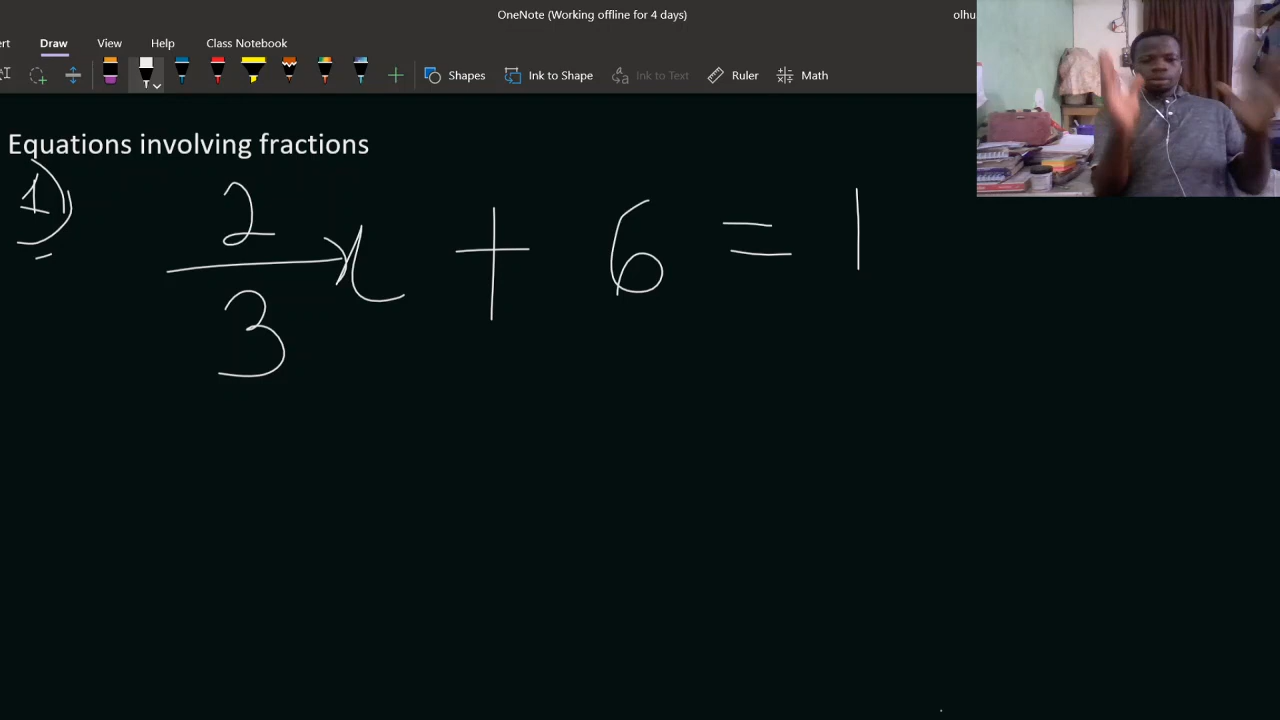 OneNote (Working offline for 4 days)
Draw View Help Class Notebook
Shapes Ink to Shape Ink to Text Ruler Math
Equations involving fractions
1)
2/3 x + 6 = 1